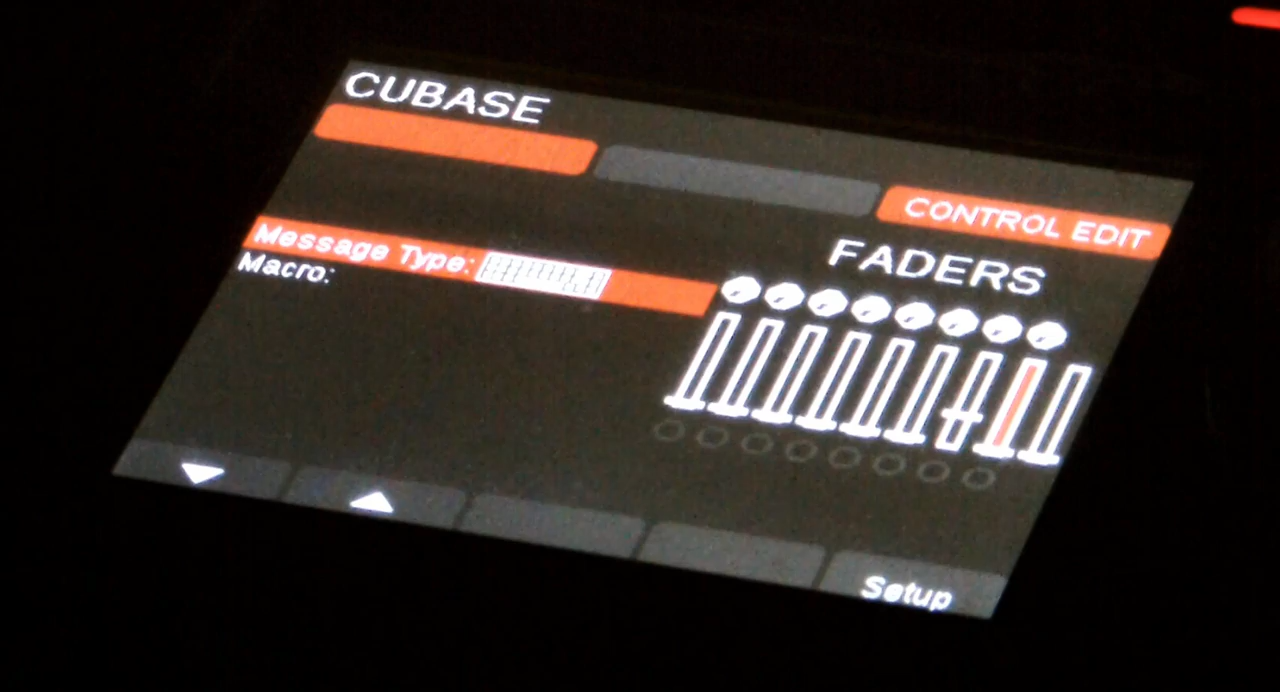 CUBASE
CONTROL EDIT
FADERS
Message Type:
Macro:
Setup